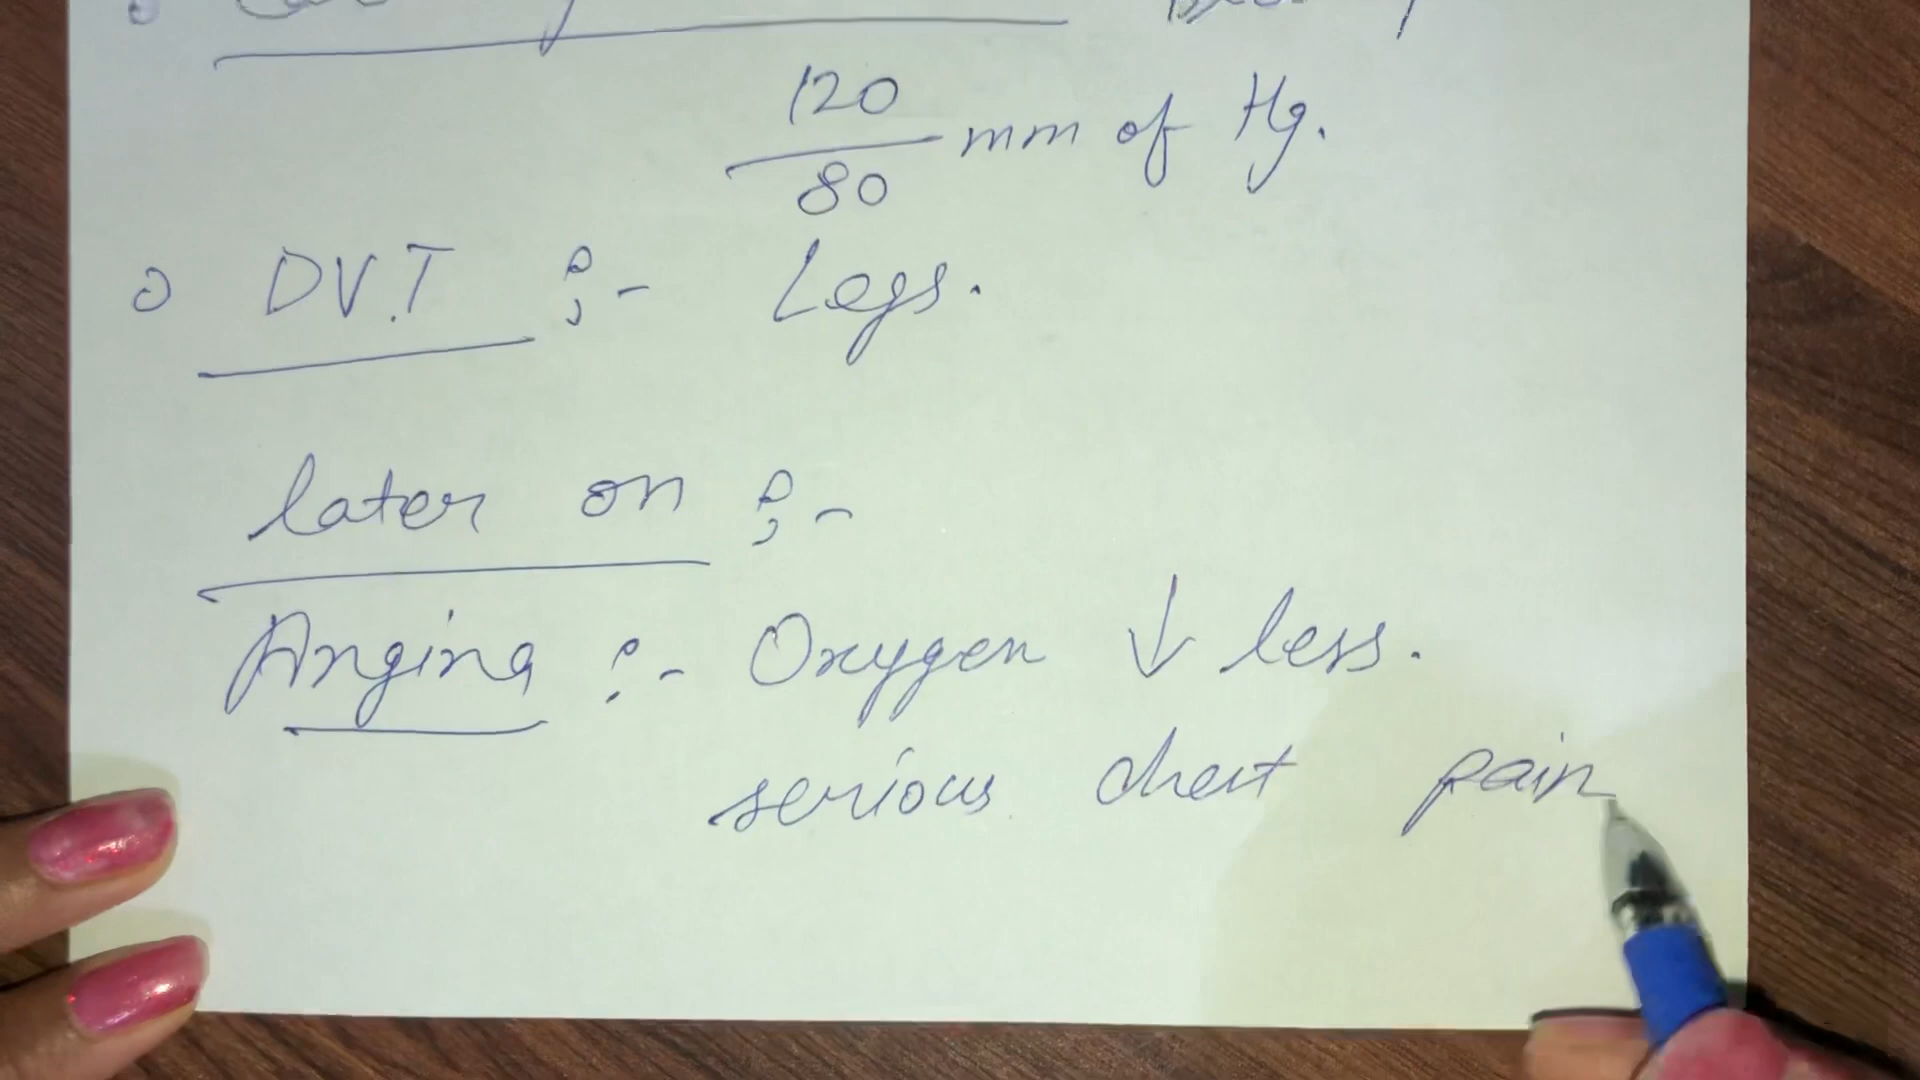 120
80 mm of Hg.
o DV.T :- Legs.
later on :-
Angina :- Oxygen ↓ less.
serious chest pain